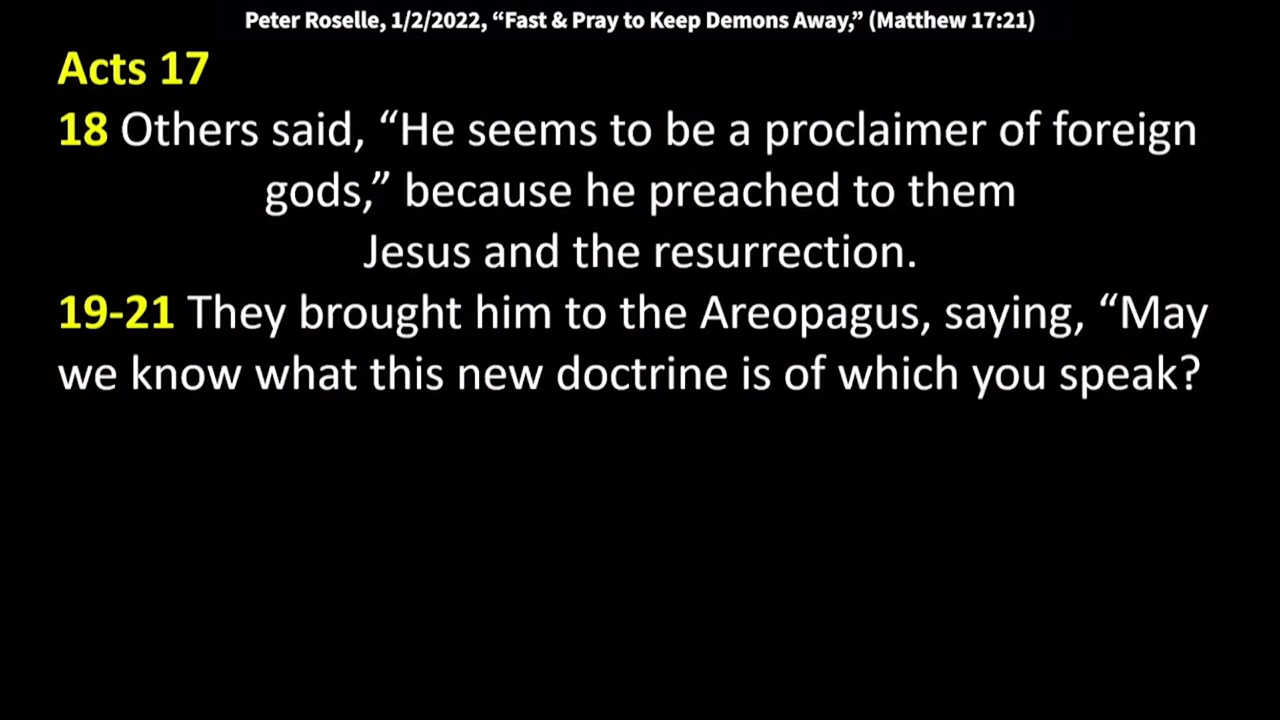 Peter Roselle, 1/2/2022, “Fast & Pray to Keep Demons Away,” (Matthew 17:21)
Acts 17
18 Others said, “He seems to be a proclaimer of foreign
gods,” because he preached to them
Jesus and the resurrection.
19-21 They brought him to the Areopagus, saying, “May
we know what this new doctrine is of which you speak?